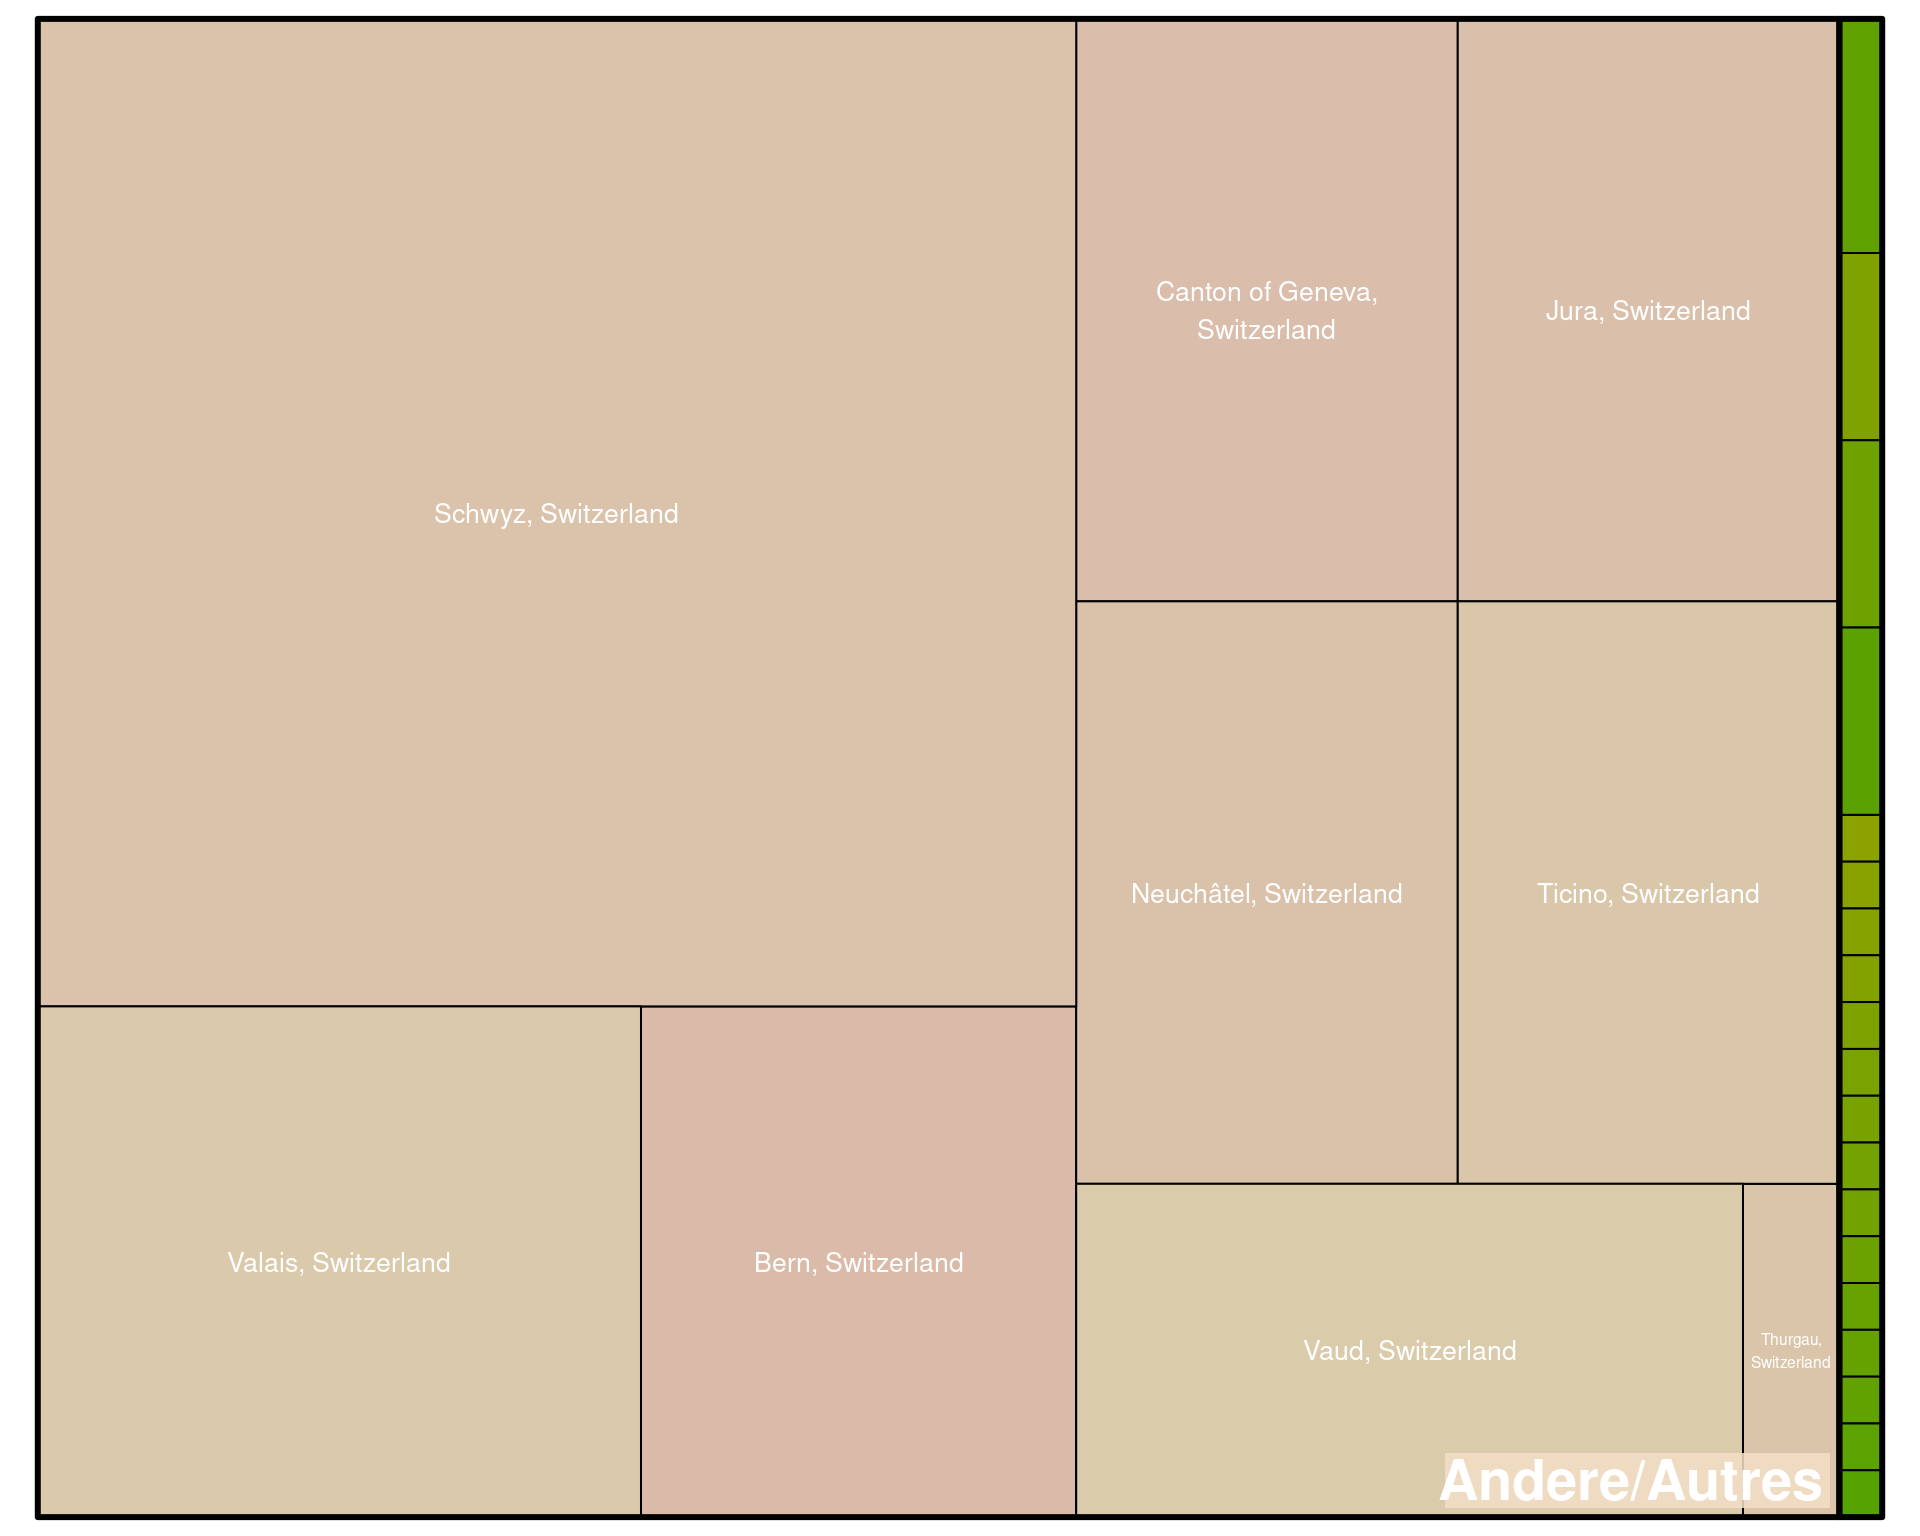 Schwyz, Switzerland
Canton of Geneva,
Switzerland
Jura, Switzerland
Neuchâtel, Switzerland
Ticino, Switzerland
Valais, Switzerland
Bern, Switzerland
Vaud, Switzerland
Thurgau,
Switzerland
Andere/Autres